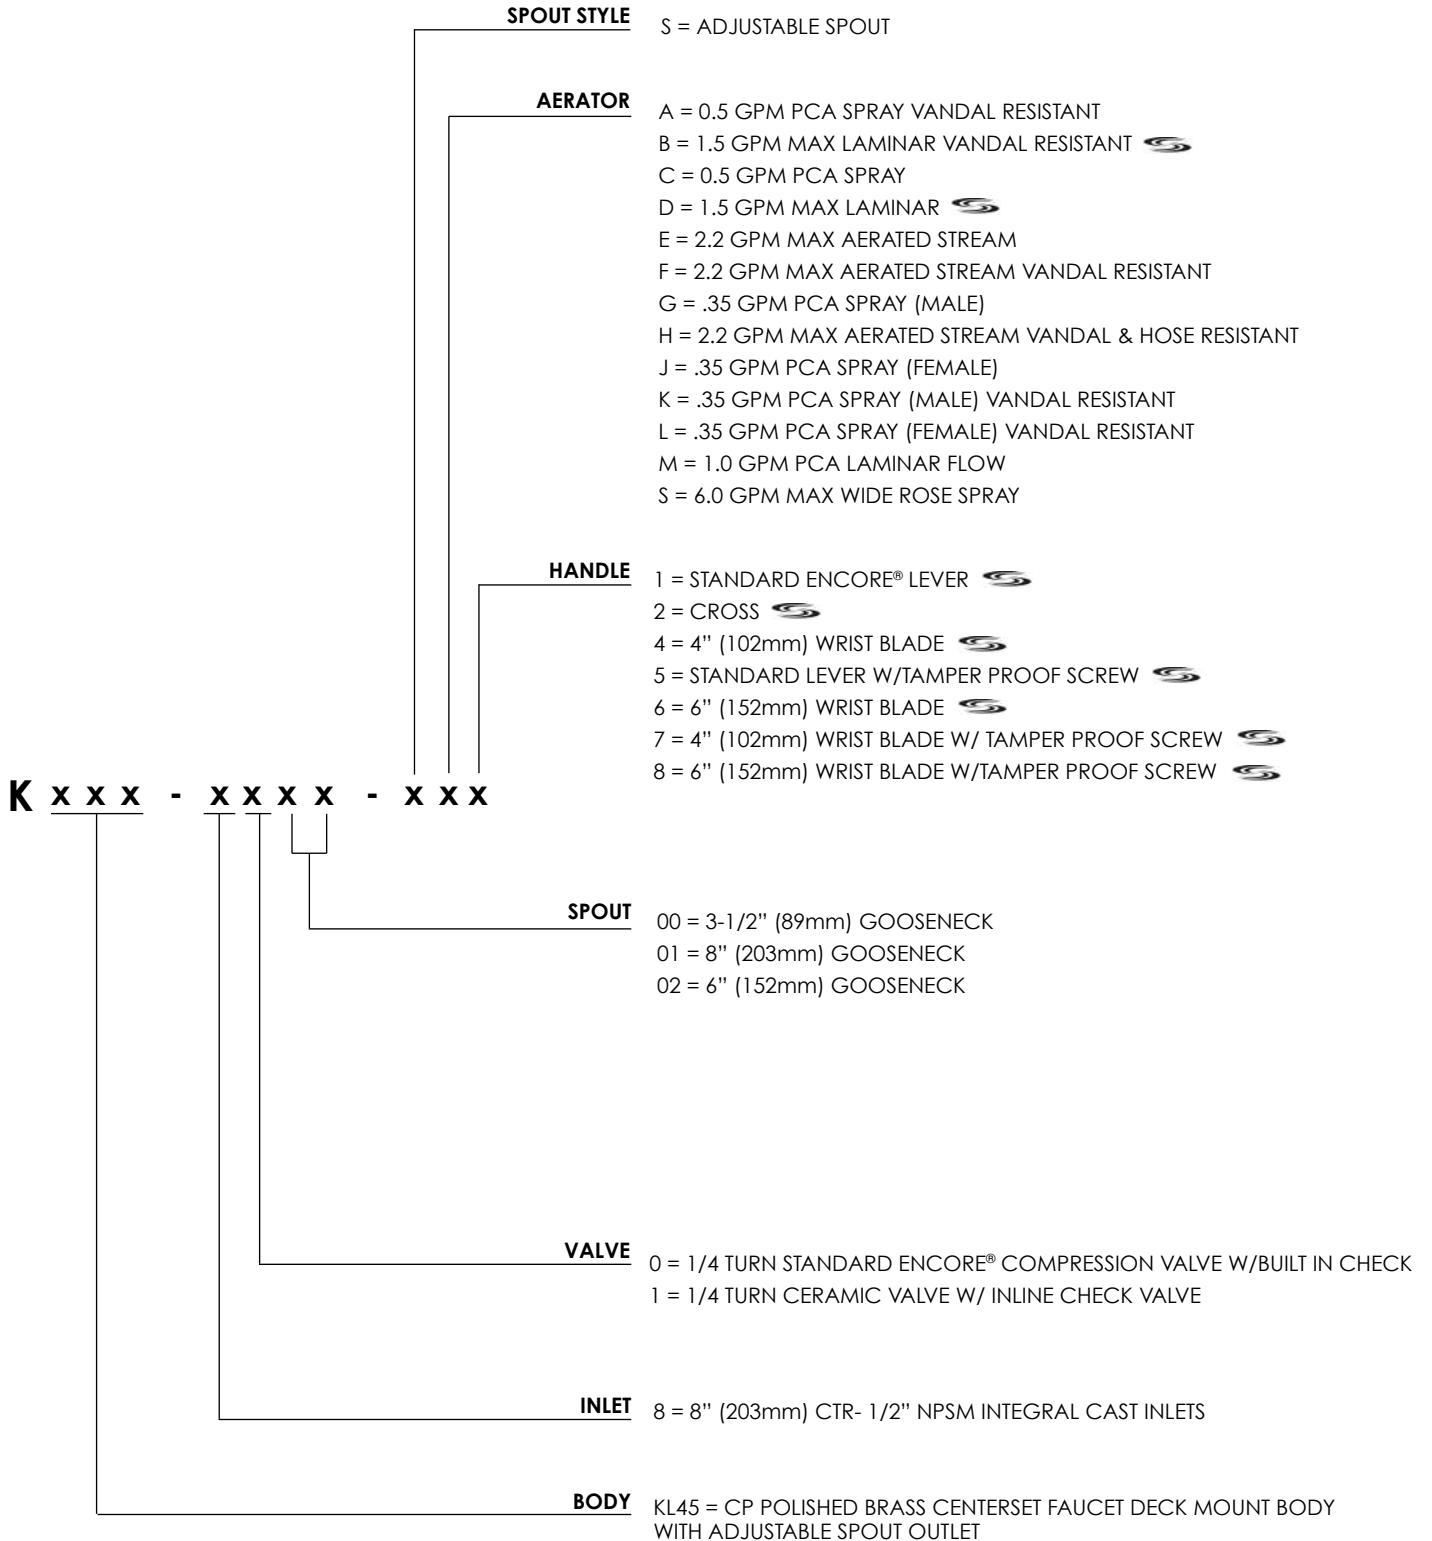 SPOUT STYLE
S = ADJUSTABLE SPOUT
AERATOR
A = 0.5 GPM PCA SPRAY VANDAL RESISTANT
B = 1.5 GPM MAX LAMINAR VANDAL RESISTANT
C = 0.5 GPM PCA SPRAY
D = 1.5 GPM MAX LAMINAR
E = 2.2 GPM MAX AERATED STREAM
F = 2.2 GPM MAX AERATED STREAM VANDAL RESISTANT
G = .35 GPM PCA SPRAY (MALE)
H = 2.2 GPM MAX AERATED STREAM VANDAL & HOSE RESISTANT
J = .35 GPM PCA SPRAY (FEMALE)
K = .35 GPM PCA SPRAY (MALE) VANDAL RESISTANT
L = .35 GPM PCA SPRAY (FEMALE) VANDAL RESISTANT
M = 1.0 GPM PCA LAMINAR FLOW
S = 6.0 GPM MAX WIDE ROSE SPRAY
HANDLE
1 = STANDARD ENCORE® LEVER
2 = CROSS
4 = 4” (102mm) WRIST BLADE
5 = STANDARD LEVER W/TAMPER PROOF SCREW
6 = 6” (152mm) WRIST BLADE
7 = 4” (102mm) WRIST BLADE W/ TAMPER PROOF SCREW
8 = 6” (152mm) WRIST BLADE W/TAMPER PROOF SCREW
K x x x - x x x x - x x x
SPOUT
00 = 3-1/2” (89mm) GOOSENECK
01 = 8” (203mm) GOOSENECK
02 = 6” (152mm) GOOSENECK
VALVE
0 = 1/4 TURN STANDARD ENCORE® COMPRESSION VALVE W/BUILT IN CHECK
1 = 1/4 TURN CERAMIC VALVE W/ INLINE CHECK VALVE
INLET
8 = 8” (203mm) CTR- 1/2” NPSM INTEGRAL CAST INLETS
BODY
KL45 = CP POLISHED BRASS CENTERSET FAUCET DECK MOUNT BODY
WITH ADJUSTABLE SPOUT OUTLET